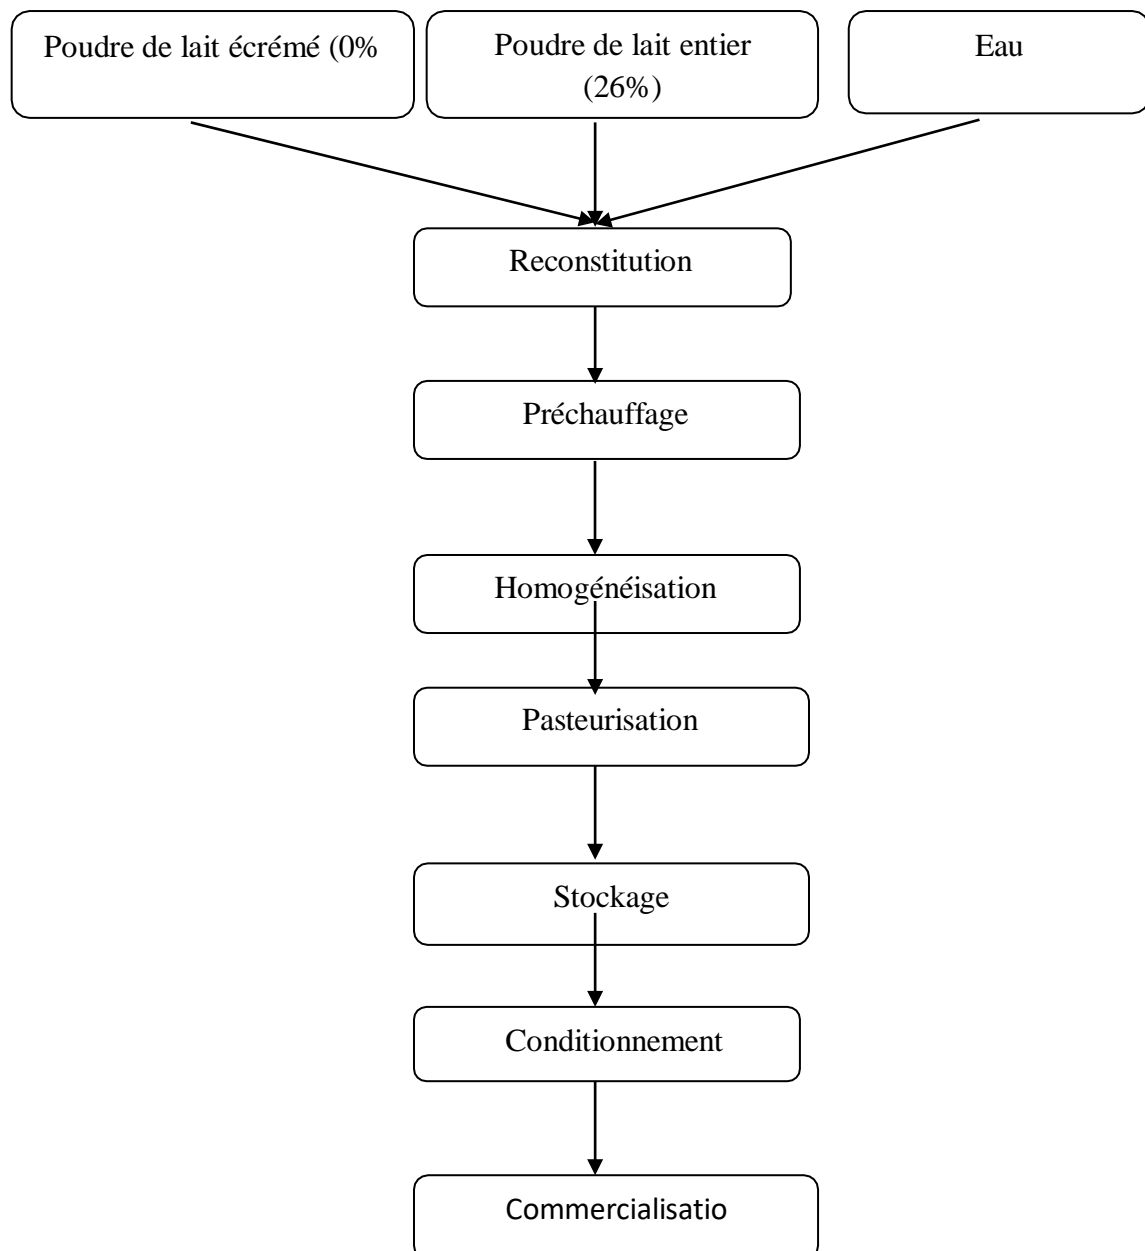 Poudre de lait écrémé (0%
Poudre de lait entier
(26%)
Eau
Reconstitution
Préchauffage
Homogénéisation
Pasteurisation
Stockage
Conditionnement
Commercialisatio